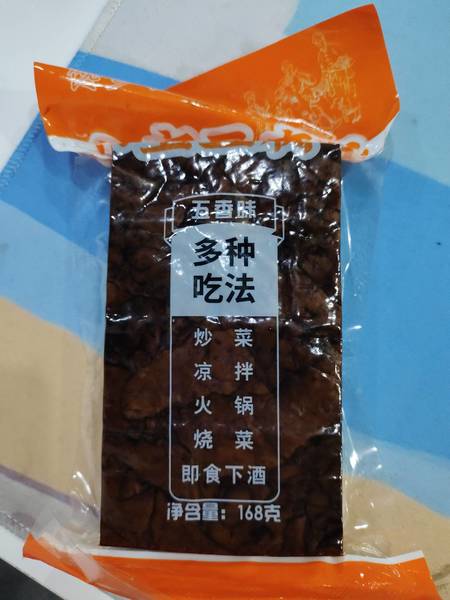 五香味
多种
吃法
炒菜
凉拌
火锅
烧菜
即食下酒
净含量：168克